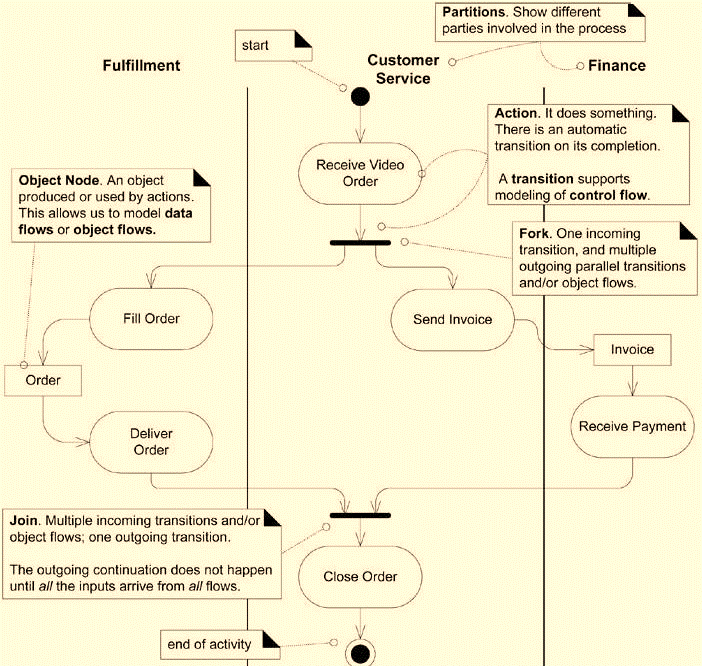 Partitions. Show different
parties involved in the process
start
Fulfillment
Customer
Service
Finance
Action. It does something.
There is an automatic
transition on its completion.
A transition supports
modeling of control flow.
Receive Video
Order
Object Node. An object
produced or used by actions.
This allows us to model data
flows or object flows.
Fork. One incoming
transition, and multiple
outgoing parallel transitions
and/or object flows.
Fill Order
Send Invoice
Invoice
Order
Deliver
Order
Receive Payment
Join. Multiple incoming transitions and/or
object flows; one outgoing transition.
The outgoing continuation does not happen
until all the inputs arrive from all flows.
Close Order
end of activity